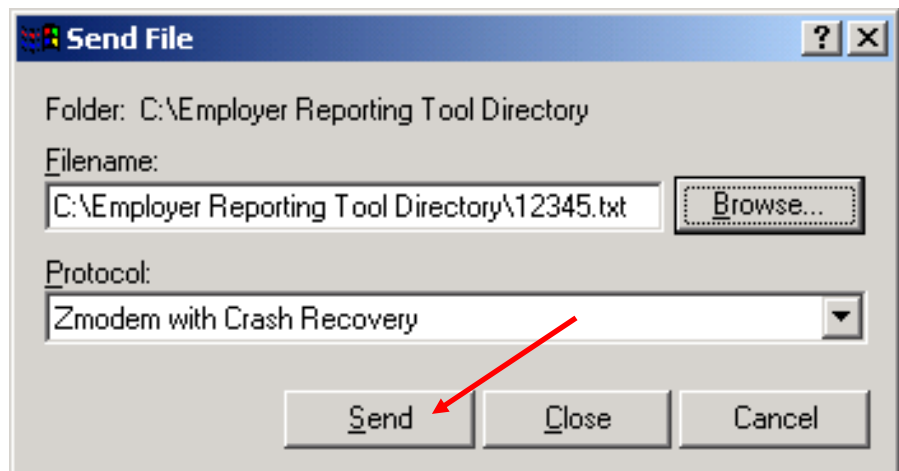 Send File
Folder: C:\Employer Reporting Tool Directory
Filename:
C:\Employer Reporting Tool Directory\12345.txt Browse...
Protocol:
Zmodem with Crash Recovery
Send Close Cancel